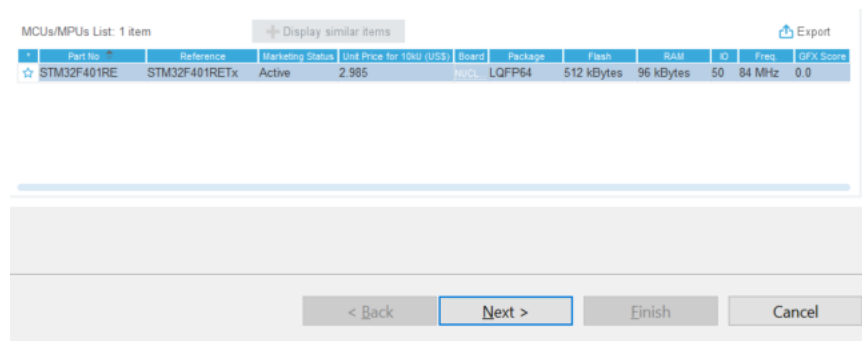 MCUs/MPUs List: 1 item + Display similar items Export
* Part No Reference Marketing Status Unit Price for 10kU (US$) Board Package Flash RAM IO Freq. GFX Score
STM32F401RE STM32F401RETx Active 2.985 NUCL... LQFP64 512 kBytes 96 kBytes 50 84 MHz 0.0
< Back Next > Finish Cancel